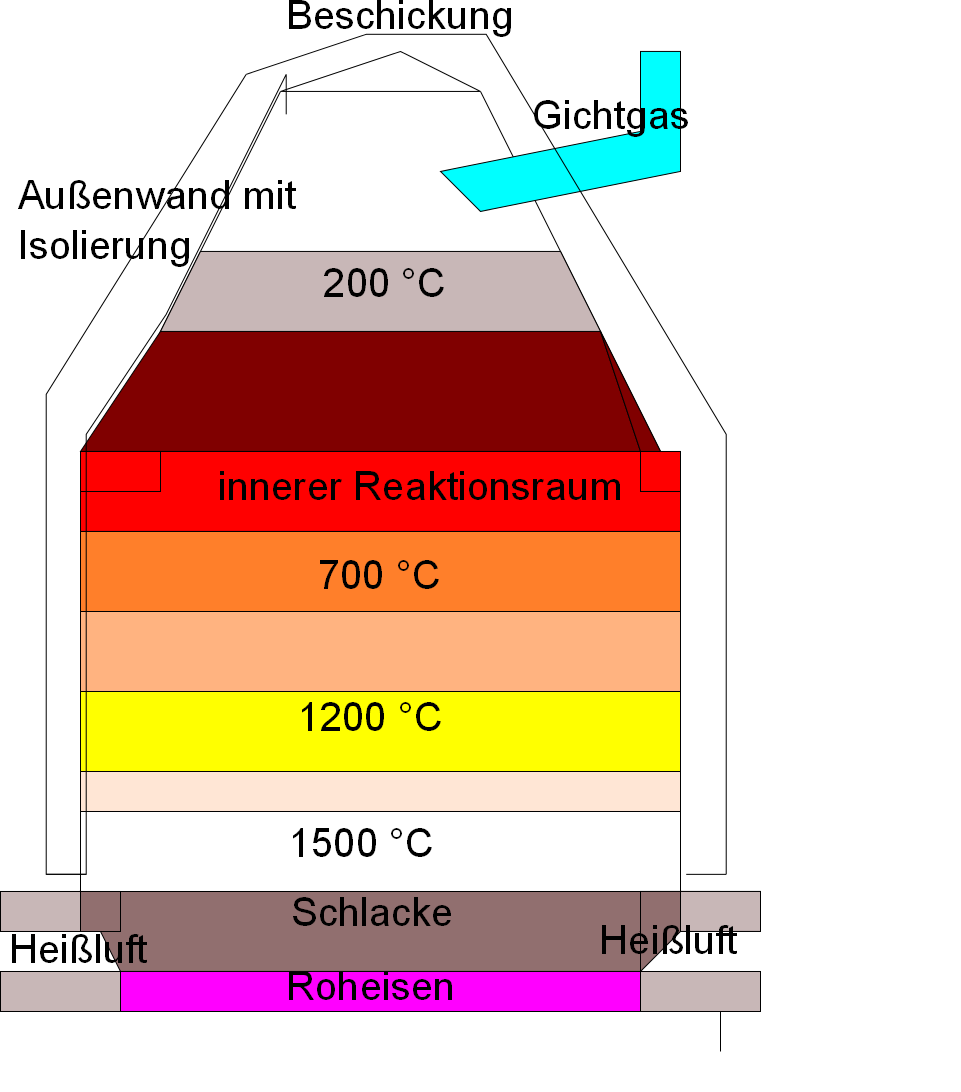 Beschickung
Gichtgas
Außenwand mit
Isolierung
200 °C
innerer Reaktionsraum
700 °C
1200 °C
1500 °C
Schlacke
Heißluft
Heißluft
Roheisen